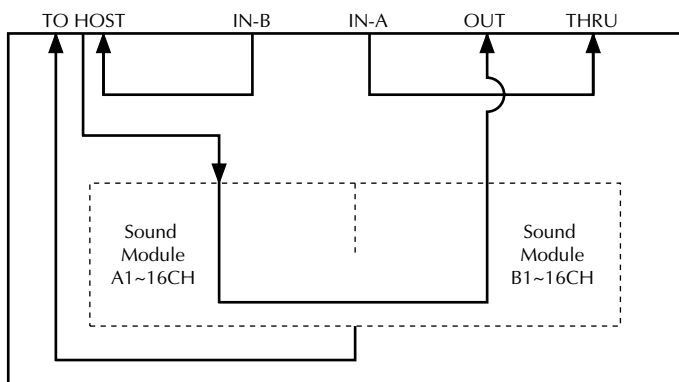 TO HOST IN-B IN-A OUT THRU
Sound
Module
A1~16CH
Sound
Module
B1~16CH